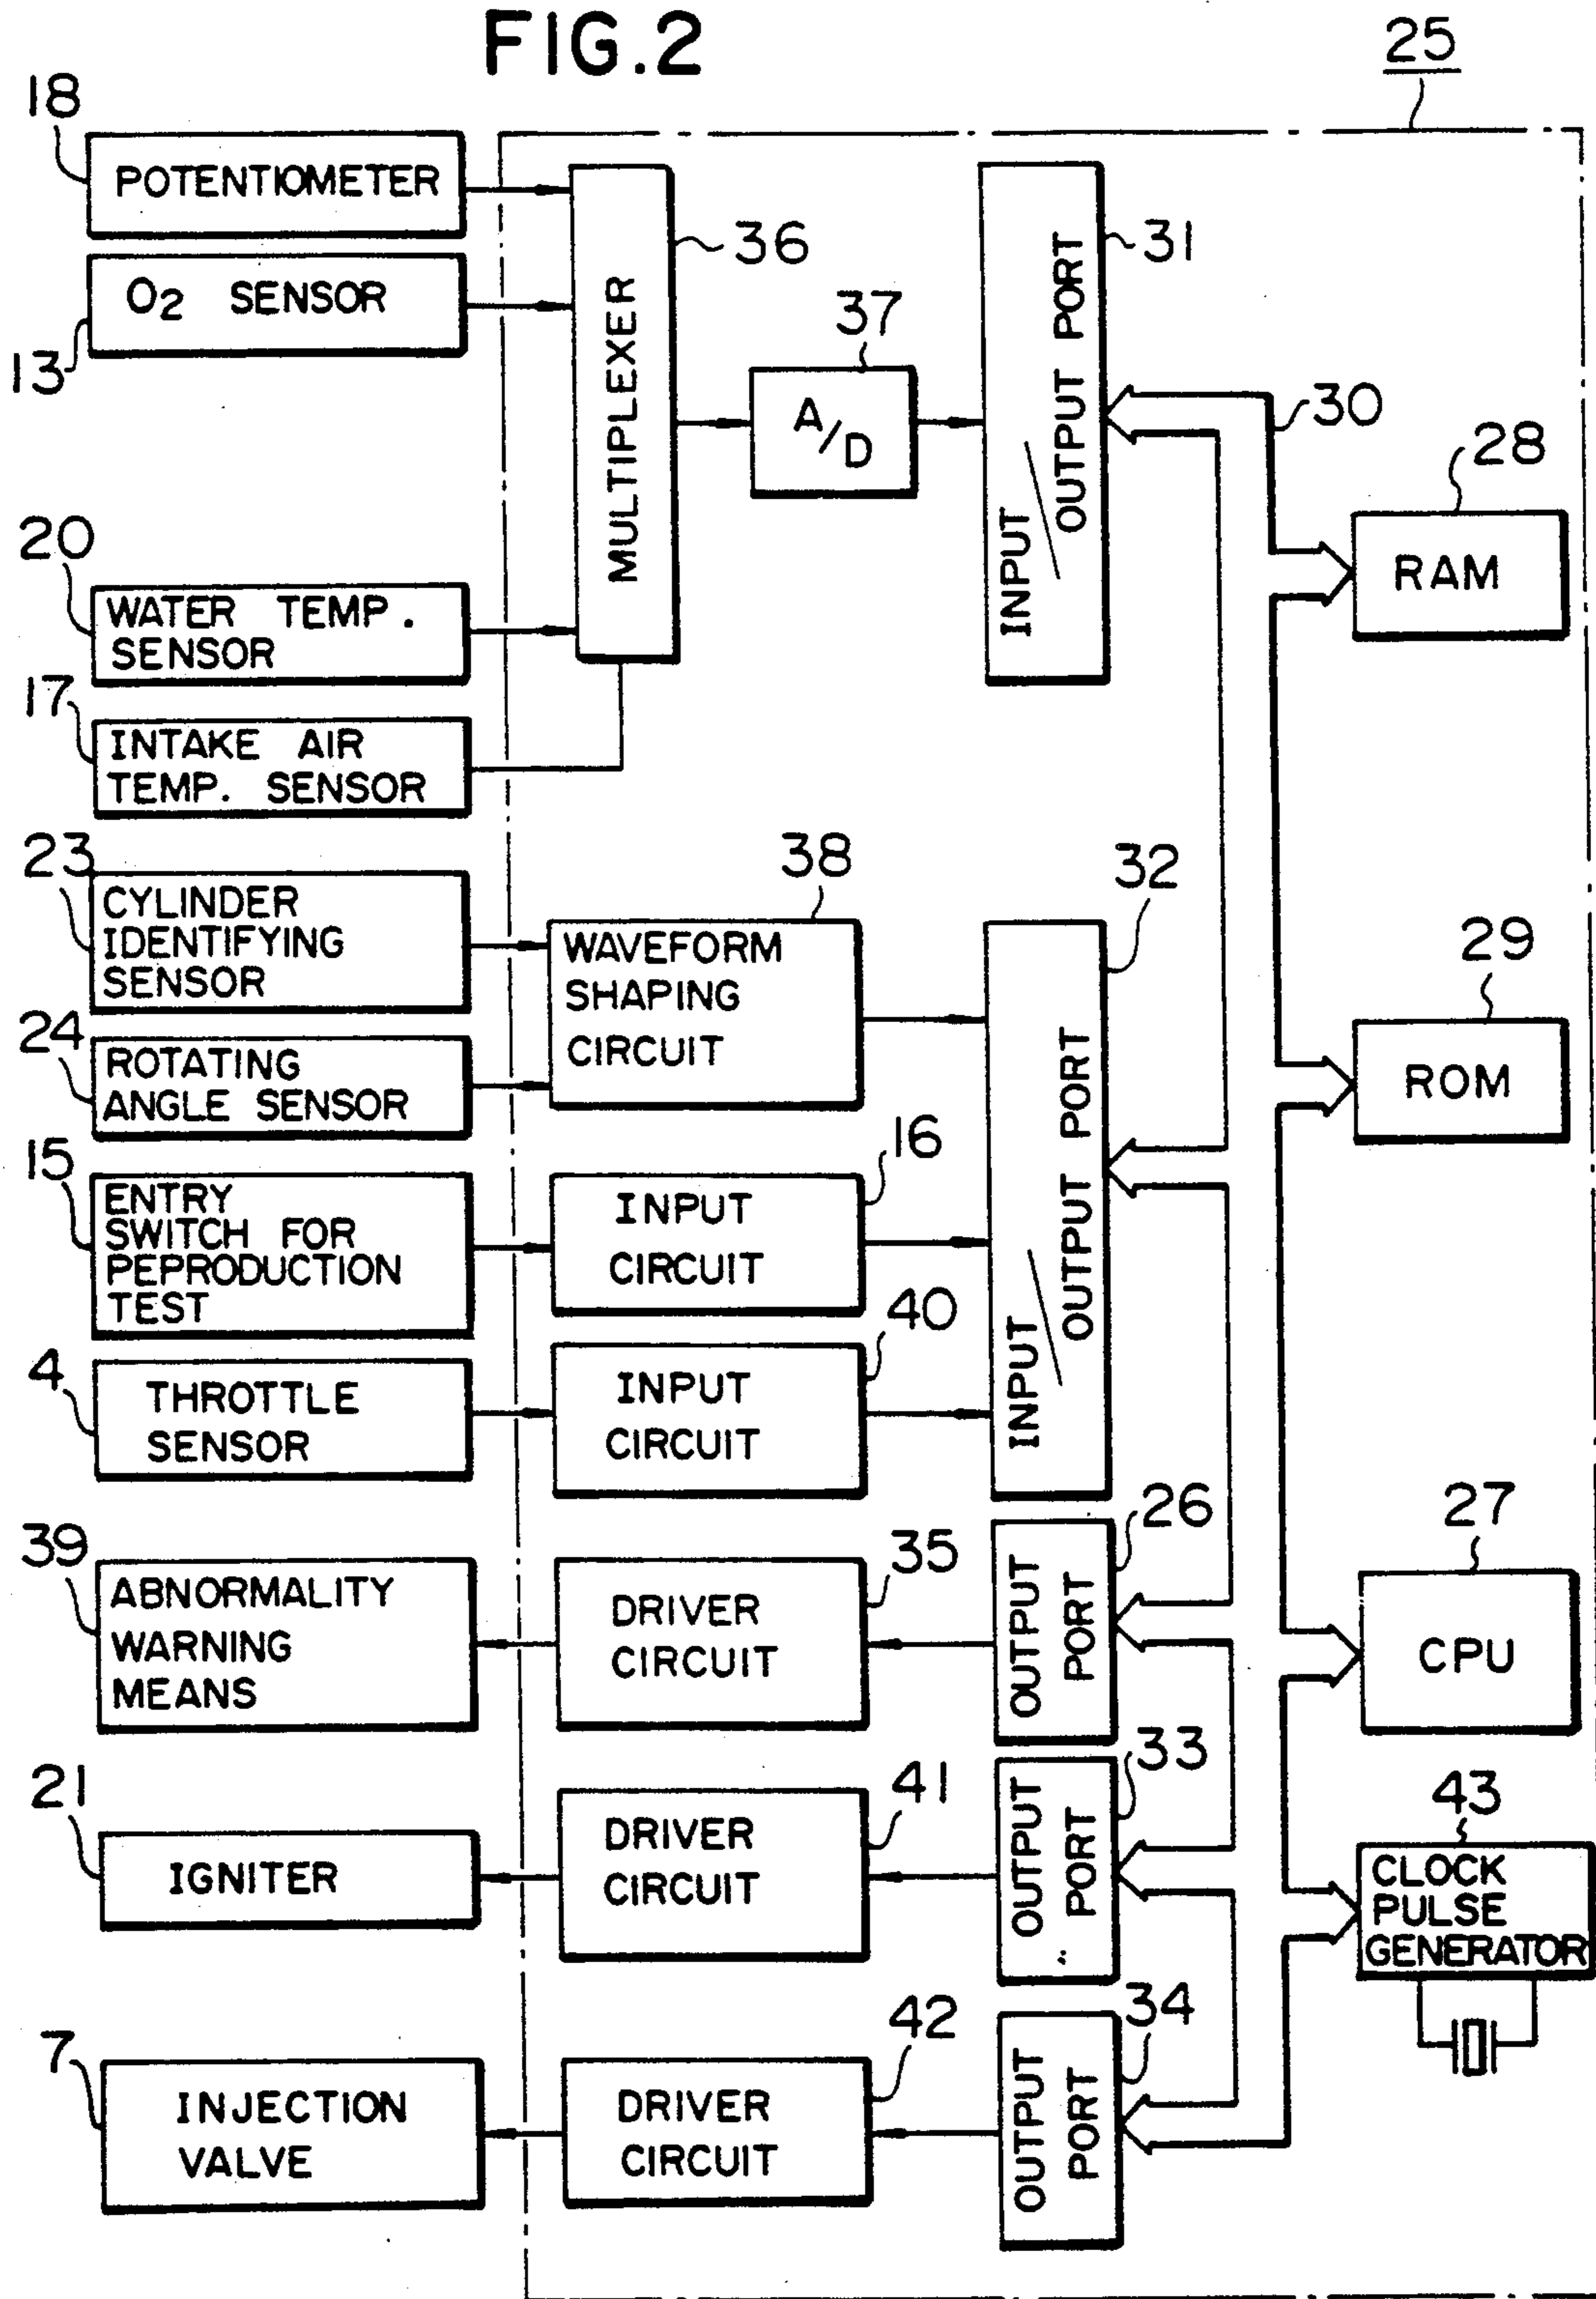 FIG.2
25
18
POTENTIOMETER
O2 SENSOR
13
MULTIPLEXER
36
37
A/D
INPUT/OUTPUT PORT
31
30
28
RAM
20
WATER TEMP.
SENSOR
17
INTAKE AIR
TEMP. SENSOR
23
CYLINDER
IDENTIFYING
SENSOR
38
WAVEFORM
SHAPING
CIRCUIT
32
INPUT/OUTPUT PORT
29
ROM
24
ROTATING
ANGLE SENSOR
15
ENTRY
SWITCH FOR
PEPRODUCTION
TEST
16
INPUT
CIRCUIT
4
THROTTLE
SENSOR
40
INPUT
CIRCUIT
39
ABNORMALITY
WARNING
MEANS
35
DRIVER
CIRCUIT
26
OUTPUT
PORT
27
CPU
21
IGNITER
41
DRIVER
CIRCUIT
33
OUTPUT
PORT
43
CLOCK
PULSE
GENERATOR
7
INJECTION
VALVE
42
DRIVER
CIRCUIT
34
OUTPUT
PORT